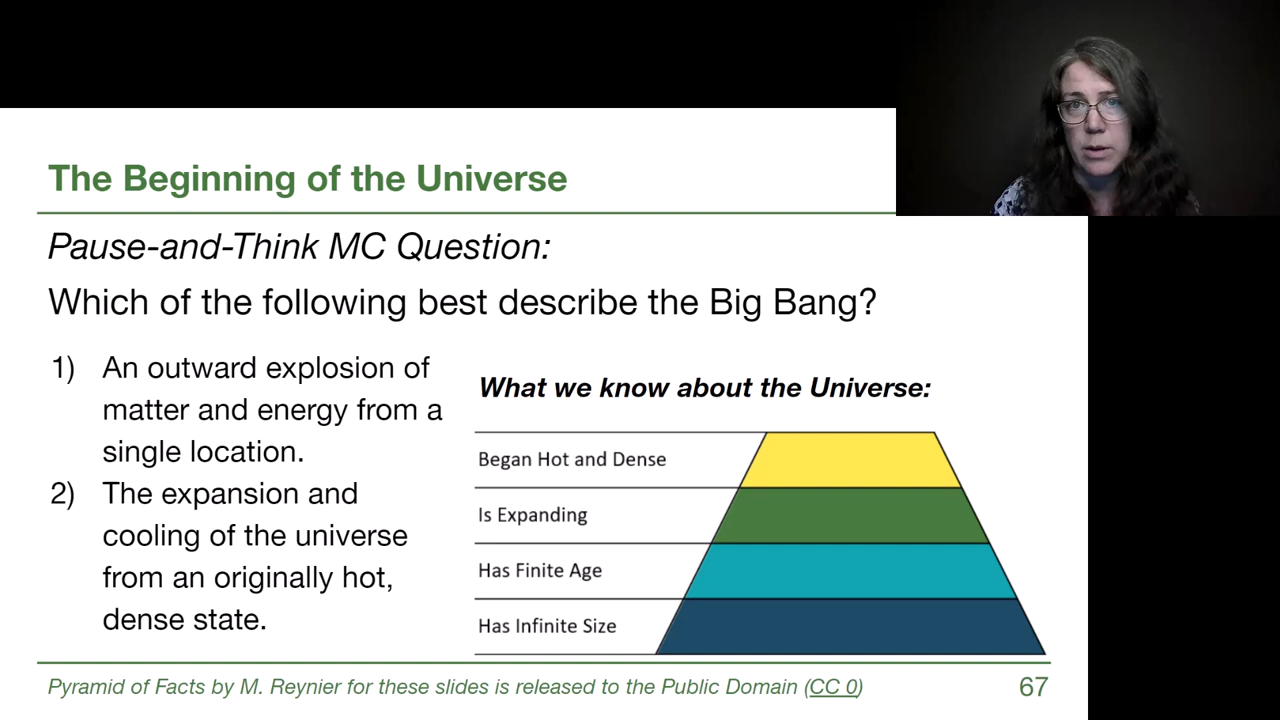 The Beginning of the Universe
Pause-and-Think MC Question:
Which of the following best describe the Big Bang?
1) An outward explosion of
matter and energy from a
single location.
2) The expansion and
cooling of the universe
from an originally hot,
dense state.
What we know about the Universe:
Began Hot and Dense
Is Expanding
Has Finite Age
Has Infinite Size
Pyramid of Facts by M. Reynier for these slides is released to the Public Domain (CC 0)
67